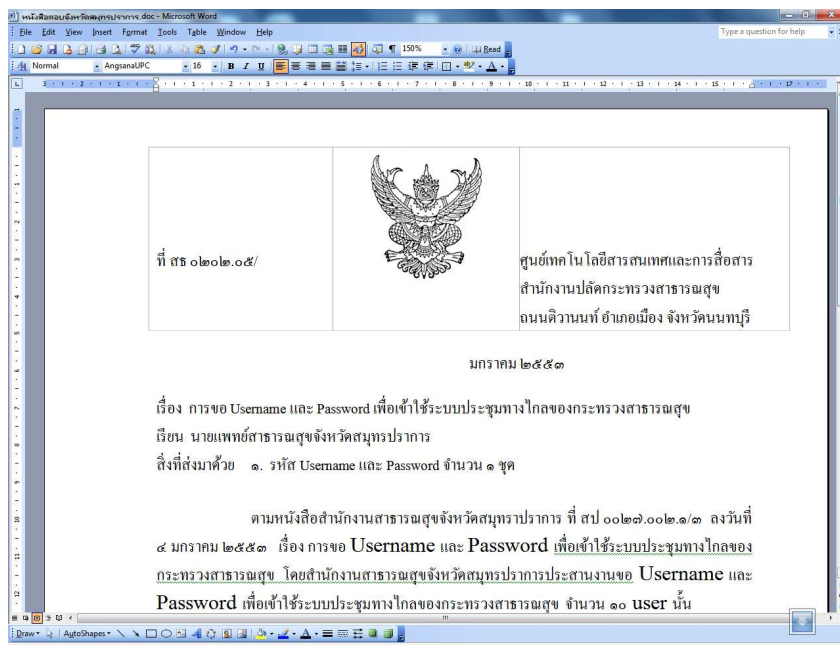 หนังสือตอบจังหวัดสมุทรปราการ.doc - Microsoft Word
File Edit View Insert Format Tools Table Window Help Type a question for help
150% Read
Normal AngsanaUPC 16 B I U
3 2 1 1 2 3 4 5 6 7 8 9 10 11 12 13 14 15 17
ที่ สธ ๐๒๐๒.๐๕/ ศูนย์เทคโนโลยีสารสนเทศและการสื่อสาร
สำนักงานปลัดกระทรวงสาธารณสุข
ถนนติวานนท์ อำเภอเมือง จังหวัดนนทบุรี
มกราคม ๒๕๕๓
เรื่อง การขอ Username และ Password เพื่อเข้าใช้ระบบประชุมทางไกลของกระทรวงสาธารณสุข
เรียน นายแพทย์สาธารณสุขจังหวัดสมุทรปราการ
สิ่งที่ส่งมาด้วย ๑. รหัส Username และ Password จำนวน ๑ ชุด
ตามหนังสือสำนักงานสาธารณสุขจังหวัดสมุทราปราการ ที่ สป ๐๐๒๗.๐๐๒.๑/๓ ลงวันที่
๔ มกราคม ๒๕๕๓ เรื่อง การขอ Username และ Password เพื่อเข้าใช้ระบบประชุมทางไกลของ
กระทรวงสาธารณสุข โดยสำนักงานสาธารณสุขจังหวัดสมุทรปราการประสานงานขอ Username และ
Password เพื่อเข้าใช้ระบบประชุมทางไกลของกระทรวงสาธารณสุข จำนวน ๑๐ user นั้น
Draw AutoShapes